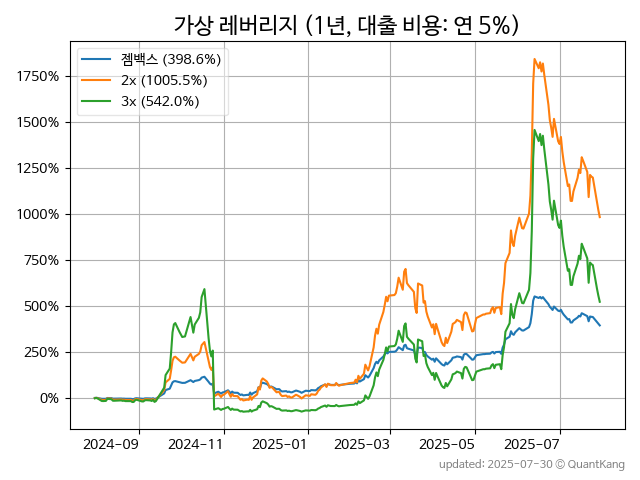 가상 레버리지 (1년, 대출 비용: 연 5%)
젬백스 (398.6%)
2x (1005.5%)
3x (542.0%)
1750%
1500%
1250%
1000%
750%
500%
250%
0%
2024-09
2024-11
2025-01
2025-03
2025-05
2025-07
updated: 2025-07-30 © QuantKang